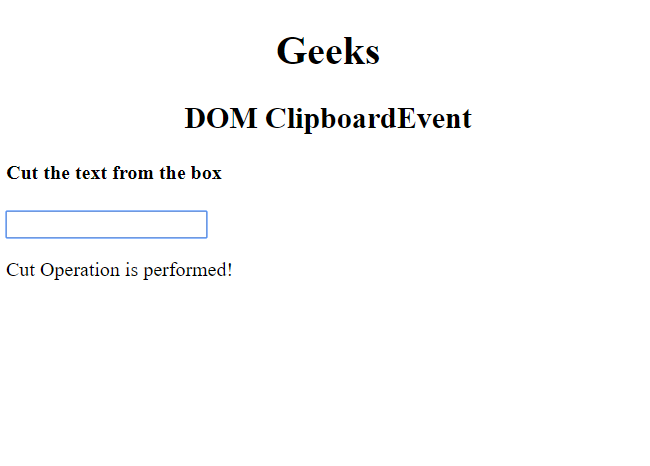 Geeks
DOM ClipboardEvent
Cut the text from the box
Cut Operation is performed!